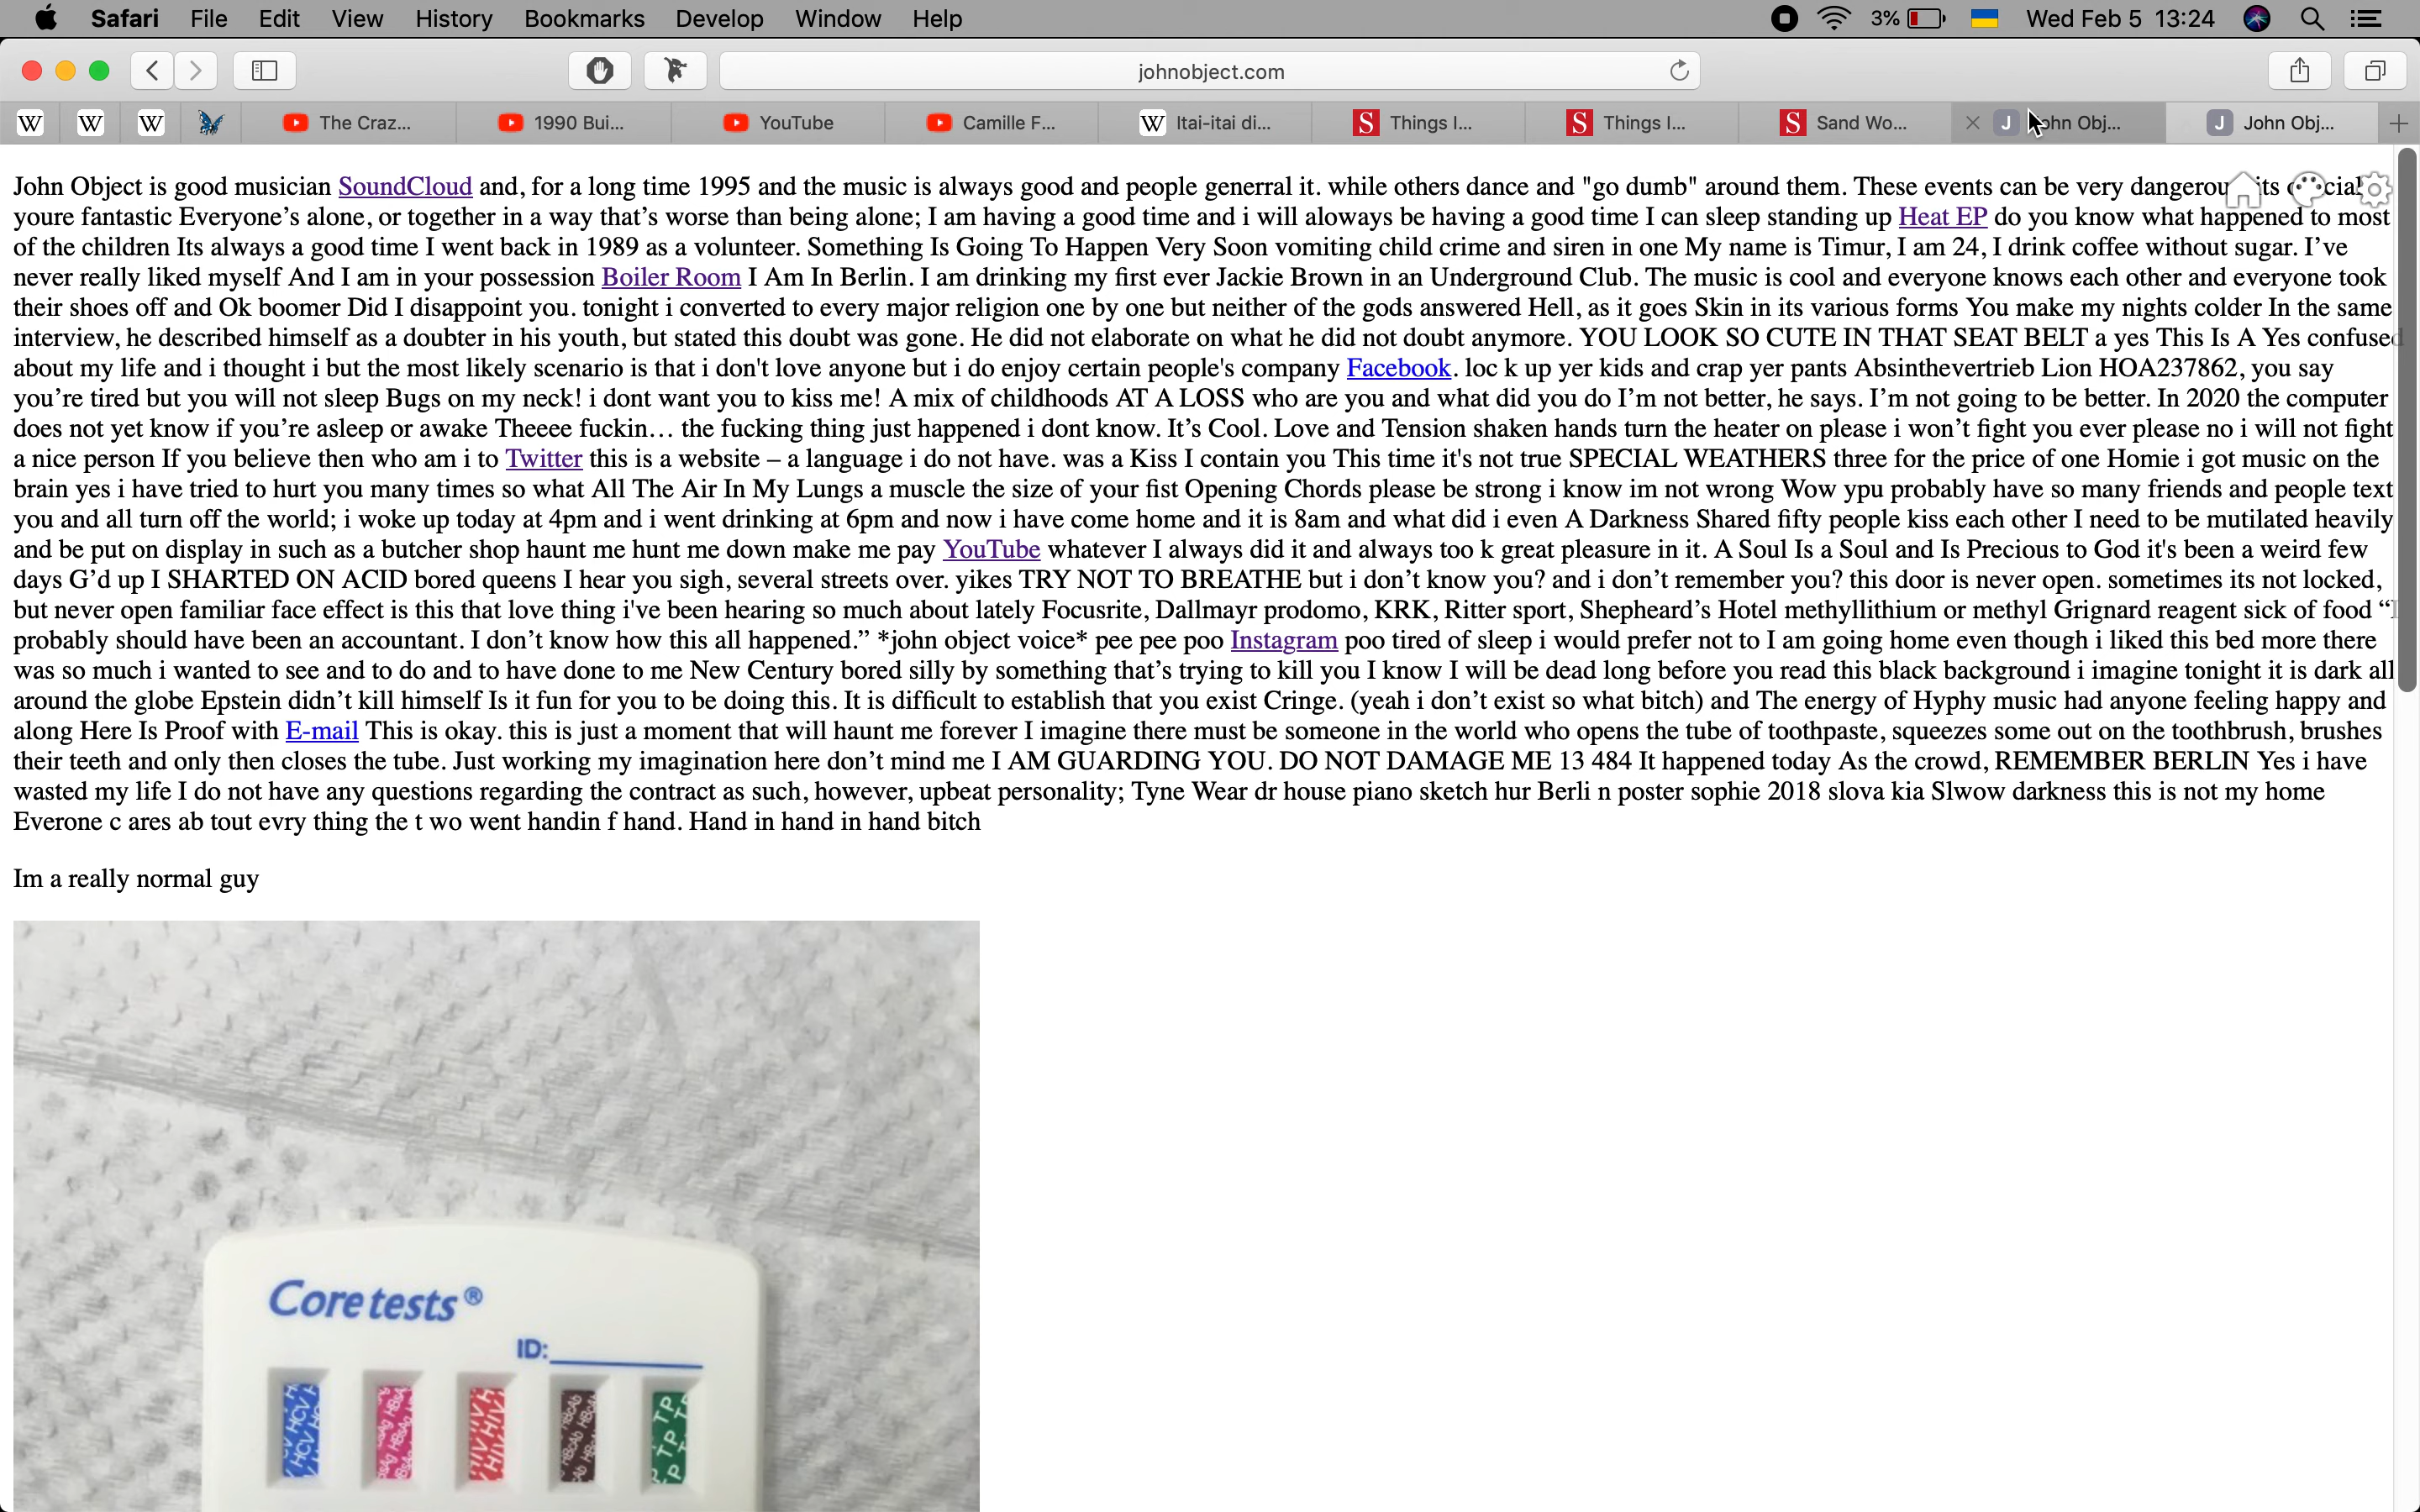 Safari File Edit View History Bookmarks Develop Window Help 3% Wed Feb 5 13:24
johnobject.com
W W W The Craz... 1990 Bui... YouTube Camille F... W Itai-itai di... S Things I... S Things I... S Sand Wo... J John Obj... J John Obj...
John Object is good musician SoundCloud and, for a long time 1995 and the music is always good and people generral it. while others dance and "go dumb" around them. These events can be very dangerou its
youre fantastic Everyone’s alone, or together in a way that’s worse than being alone; I am having a good time and i will aloways be having a good time I can sleep standing up Heat EP do you know what happened to most
of the children Its always a good time I went back in 1989 as a volunteer. Something Is Going To Happen Very Soon vomiting child crime and siren in one My name is Timur, I am 24, I drink coffee without sugar. I’ve
never really liked myself And I am in your possession Boiler Room I Am In Berlin. I am drinking my first ever Jackie Brown in an Underground Club. The music is cool and everyone knows each other and everyone took
their shoes off and Ok boomer Did I disappoint you. tonight i converted to every major religion one by one but neither of the gods answered Hell, as it goes Skin in its various forms You make my nights colder In the same
interview, he described himself as a doubter in his youth, but stated this doubt was gone. He did not elaborate on what he did not doubt anymore. YOU LOOK SO CUTE IN THAT SEAT BELT a yes This Is A Yes confused
about my life and i thought i but the most likely scenario is that i don't love anyone but i do enjoy certain people's company Facebook. loc k up yer kids and crap yer pants Absinthevertrieb Lion HOA237862, you say
you’re tired but you will not sleep Bugs on my neck! i dont want you to kiss me! A mix of childhoods AT A LOSS who are you and what did you do I’m not better, he says. I’m not going to be better. In 2020 the computer
does not yet know if you’re asleep or awake Theeee fuckin… the fucking thing just happened i dont know. It’s Cool. Love and Tension shaken hands turn the heater on please i won’t fight you ever please no i will not fight
a nice person If you believe then who am i to Twitter this is a website – a language i do not have. was a Kiss I contain you This time it's not true SPECIAL WEATHERS three for the price of one Homie i got music on the
brain yes i have tried to hurt you many times so what All The Air In My Lungs a muscle the size of your fist Opening Chords please be strong i know im not wrong Wow ypu probably have so many friends and people text
you and all turn off the world; i woke up today at 4pm and i went drinking at 6pm and now i have come home and it is 8am and what did i even A Darkness Shared fifty people kiss each other I need to be mutilated heavily
and be put on display in such as a butcher shop haunt me hunt me down make me pay YouTube whatever I always did it and always too k great pleasure in it. A Soul Is a Soul and Is Precious to God it's been a weird few
days G’d up I SHARTED ON ACID bored queens I hear you sigh, several streets over. yikes TRY NOT TO BREATHE but i don’t know you? and i don’t remember you? this door is never open. sometimes its not locked,
but never open familiar face effect is this that love thing i've been hearing so much about lately Focusrite, Dallmayr prodomo, KRK, Ritter sport, Shepheard’s Hotel methyllithium or methyl Grignard reagent sick of food “I
probably should have been an accountant. I don’t know how this all happened.” *john object voice* pee pee poo Instagram poo tired of sleep i would prefer not to I am going home even though i liked this bed more there
was so much i wanted to see and to do and to have done to me New Century bored silly by something that’s trying to kill you I know I will be dead long before you read this black background i imagine tonight it is dark all
around the globe Epstein didn’t kill himself Is it fun for you to be doing this. It is difficult to establish that you exist Cringe. (yeah i don’t exist so what bitch) and The energy of Hyphy music had anyone feeling happy and
along Here Is Proof with E-mail This is okay. this is just a moment that will haunt me forever I imagine there must be someone in the world who opens the tube of toothpaste, squeezes some out on the toothbrush, brushes
their teeth and only then closes the tube. Just working my imagination here don’t mind me I AM GUARDING YOU. DO NOT DAMAGE ME 13 484 It happened today As the crowd, REMEMBER BERLIN Yes i have
wasted my life I do not have any questions regarding the contract as such, however, upbeat personality; Tyne Wear dr house piano sketch hur Berli n poster sophie 2018 slova kia Slwow darkness this is not my home
Everone c ares ab tout evry thing the t wo went handin f hand. Hand in hand in hand bitch
Im a really normal guy
Coretests®
ID:
HCV HBsAg HIV HBcAb TP